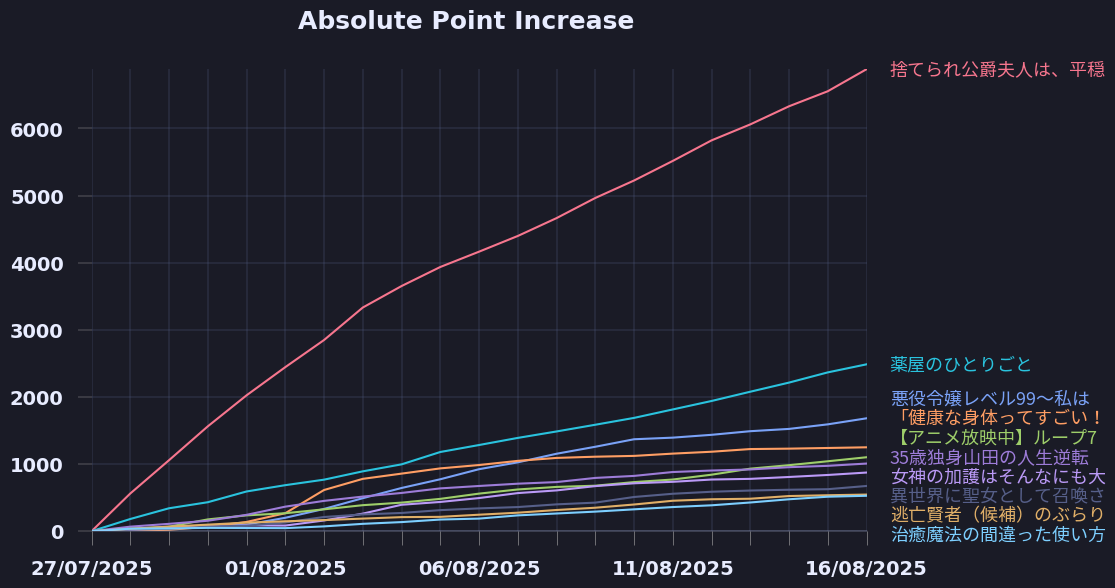 Absolute Point Increase
捨てられ公爵夫人は、平穏
6000
5000
4000
3000
薬屋のひとりごと
2000
悪役令嬢レベル99～私は
「健康な身体ってすごい！
【アニメ放映中】ループ7
1000
35歳独身山田の人生逆転
女神の加護はそんなにも大
異世界に聖女として召喚さ
逃亡賢者（候補）のぶらり
0
治癒魔法の間違った使い方
27/07/2025 01/08/2025 06/08/2025 11/08/2025 16/08/2025